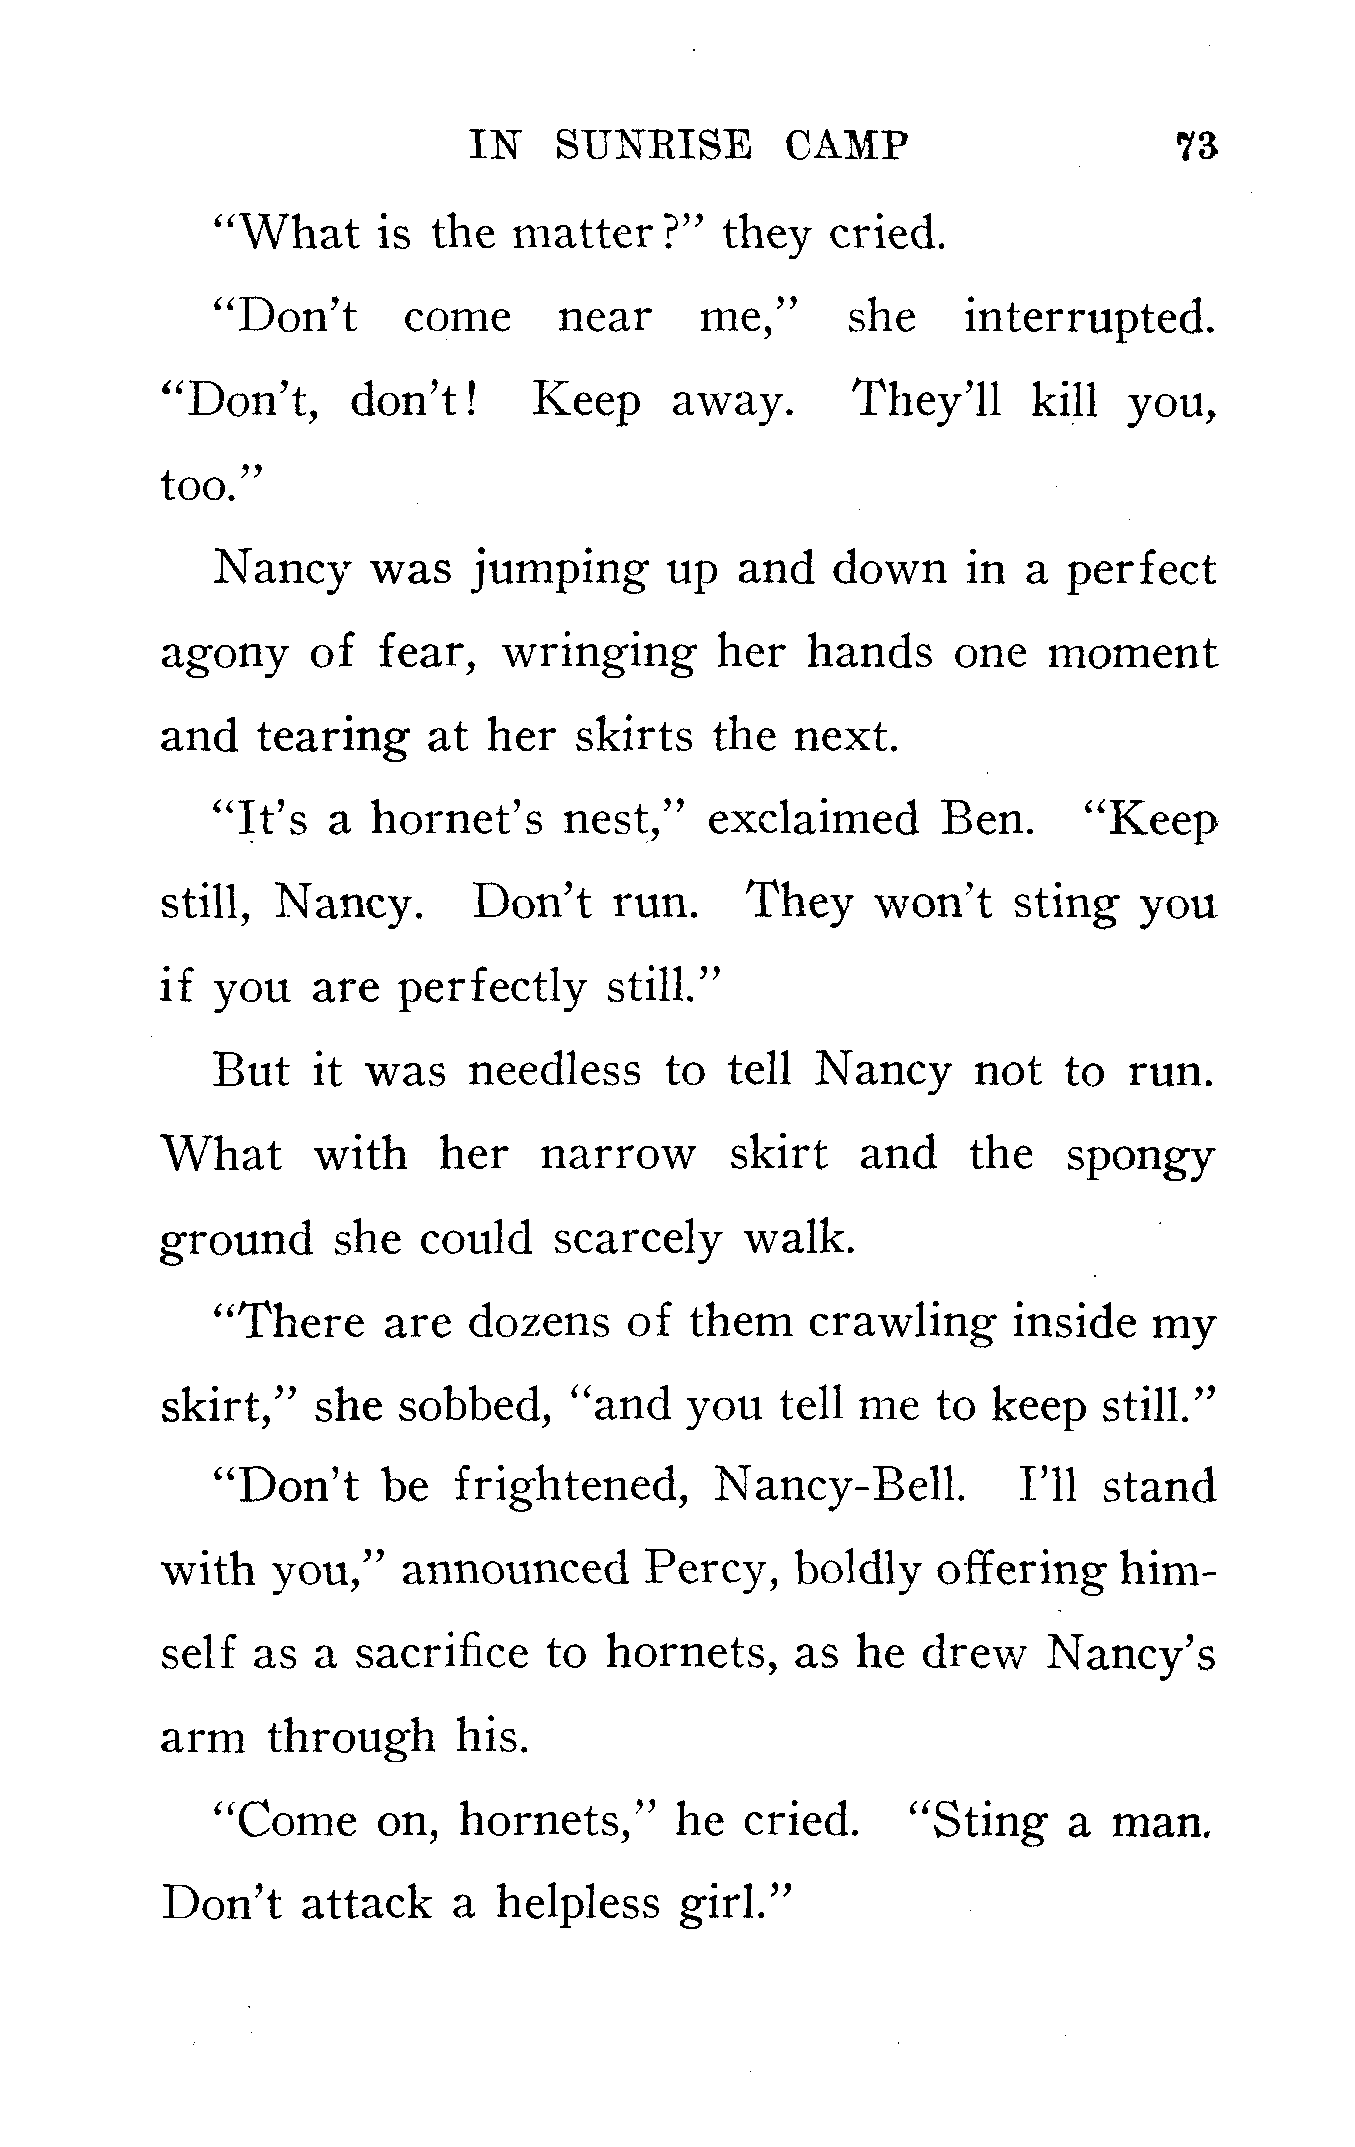 IN SUNRISE CAMP 73
“What is the matter?” they cried.
“Don’t come near me,” she interrupted.
“Don’t, don’t! Keep away. They’ll kill you,
too.”
Nancy was jumping up and down in a perfect
agony of fear, wringing her hands one moment
and tearing at her skirts the next.
“It’s a hornet’s nest,” exclaimed Ben. “Keep
still, Nancy. Don’t run. They won’t sting you
if you are perfectly still.”
But it was needless to tell Nancy not to run.
What with her narrow skirt and the spongy
ground she could scarcely walk.
“There are dozens of them crawling inside my
skirt,” she sobbed, “and you tell me to keep still.”
“Don’t be frightened, Nancy-Bell. I’ll stand
with you,” announced Percy, boldly offering him-
self as a sacrifice to hornets, as he drew Nancy’s
arm through his.
“Come on, hornets,” he cried. “Sting a man.
Don’t attack a helpless girl.”